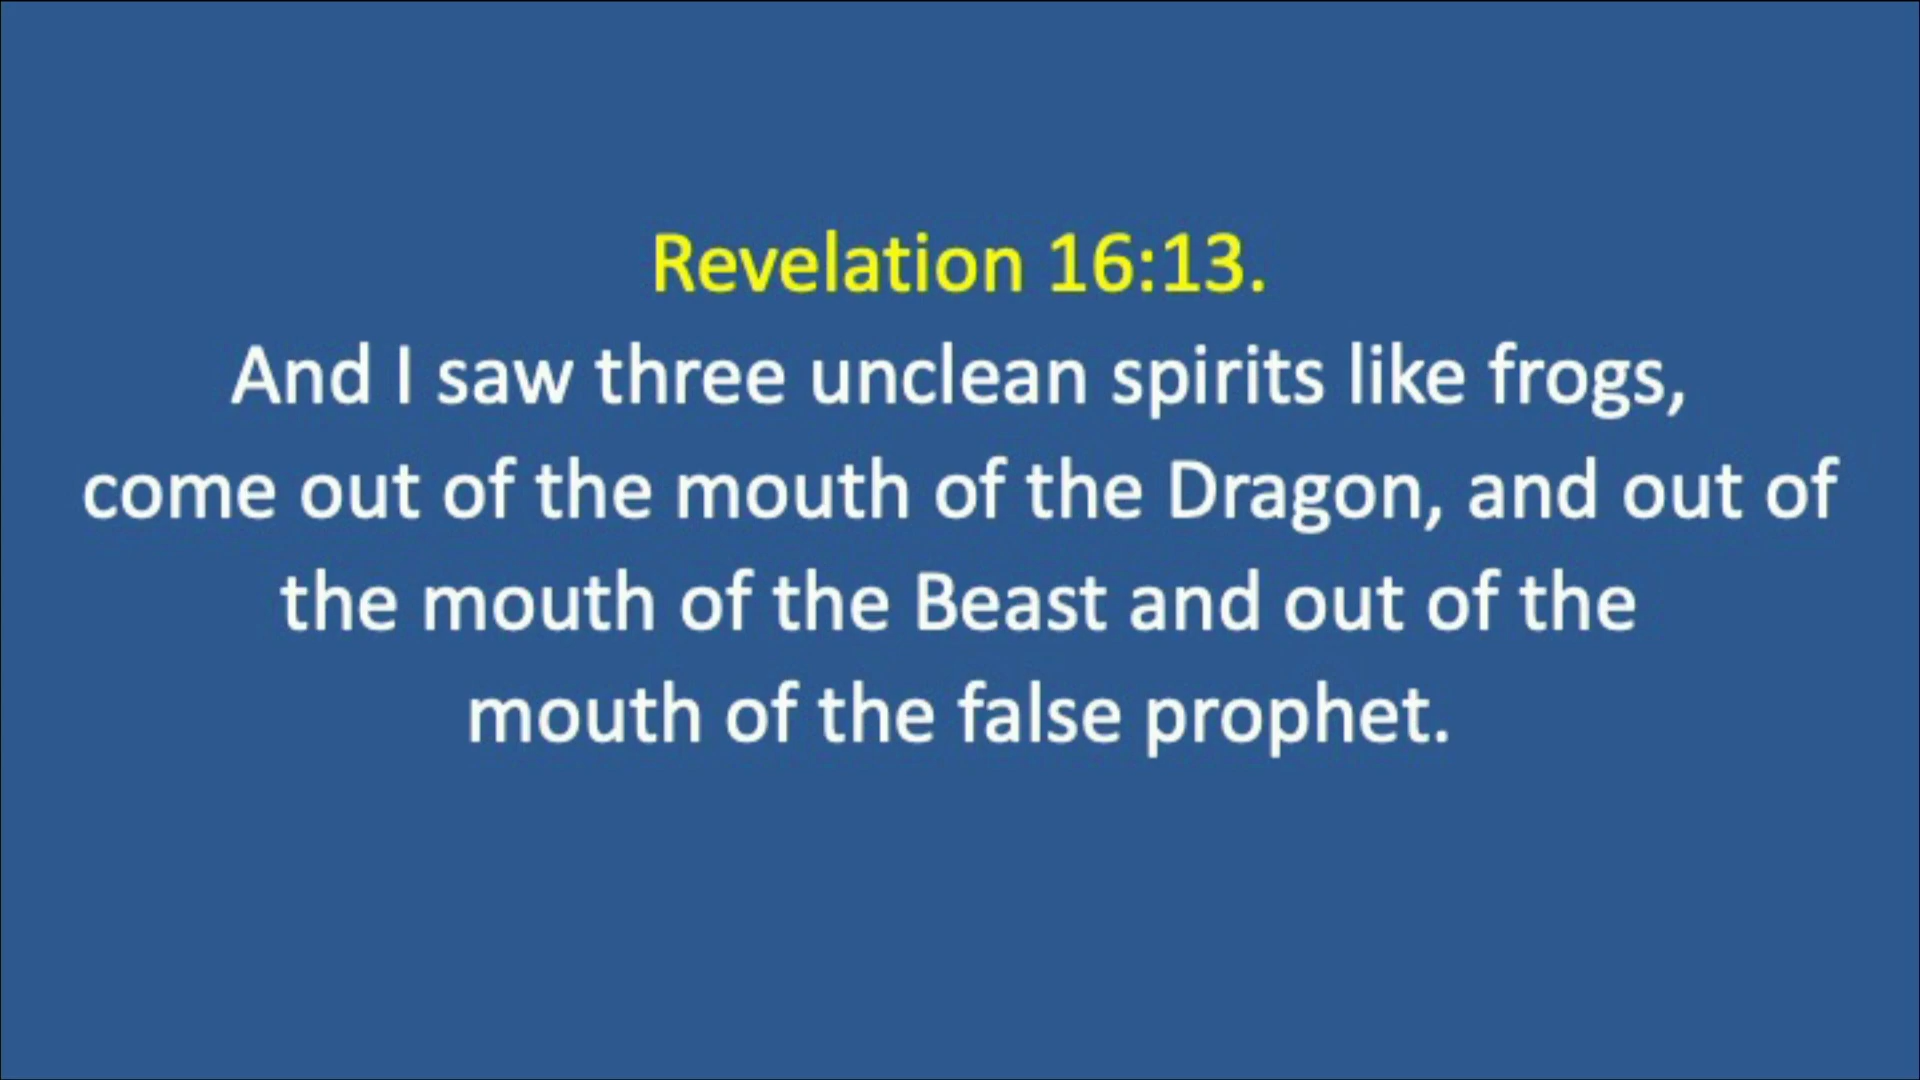 Revelation 16:13.
And I saw three unclean spirits like frogs,
come out of the mouth of the Dragon, and out of
the mouth of the Beast and out of the
mouth of the false prophet.